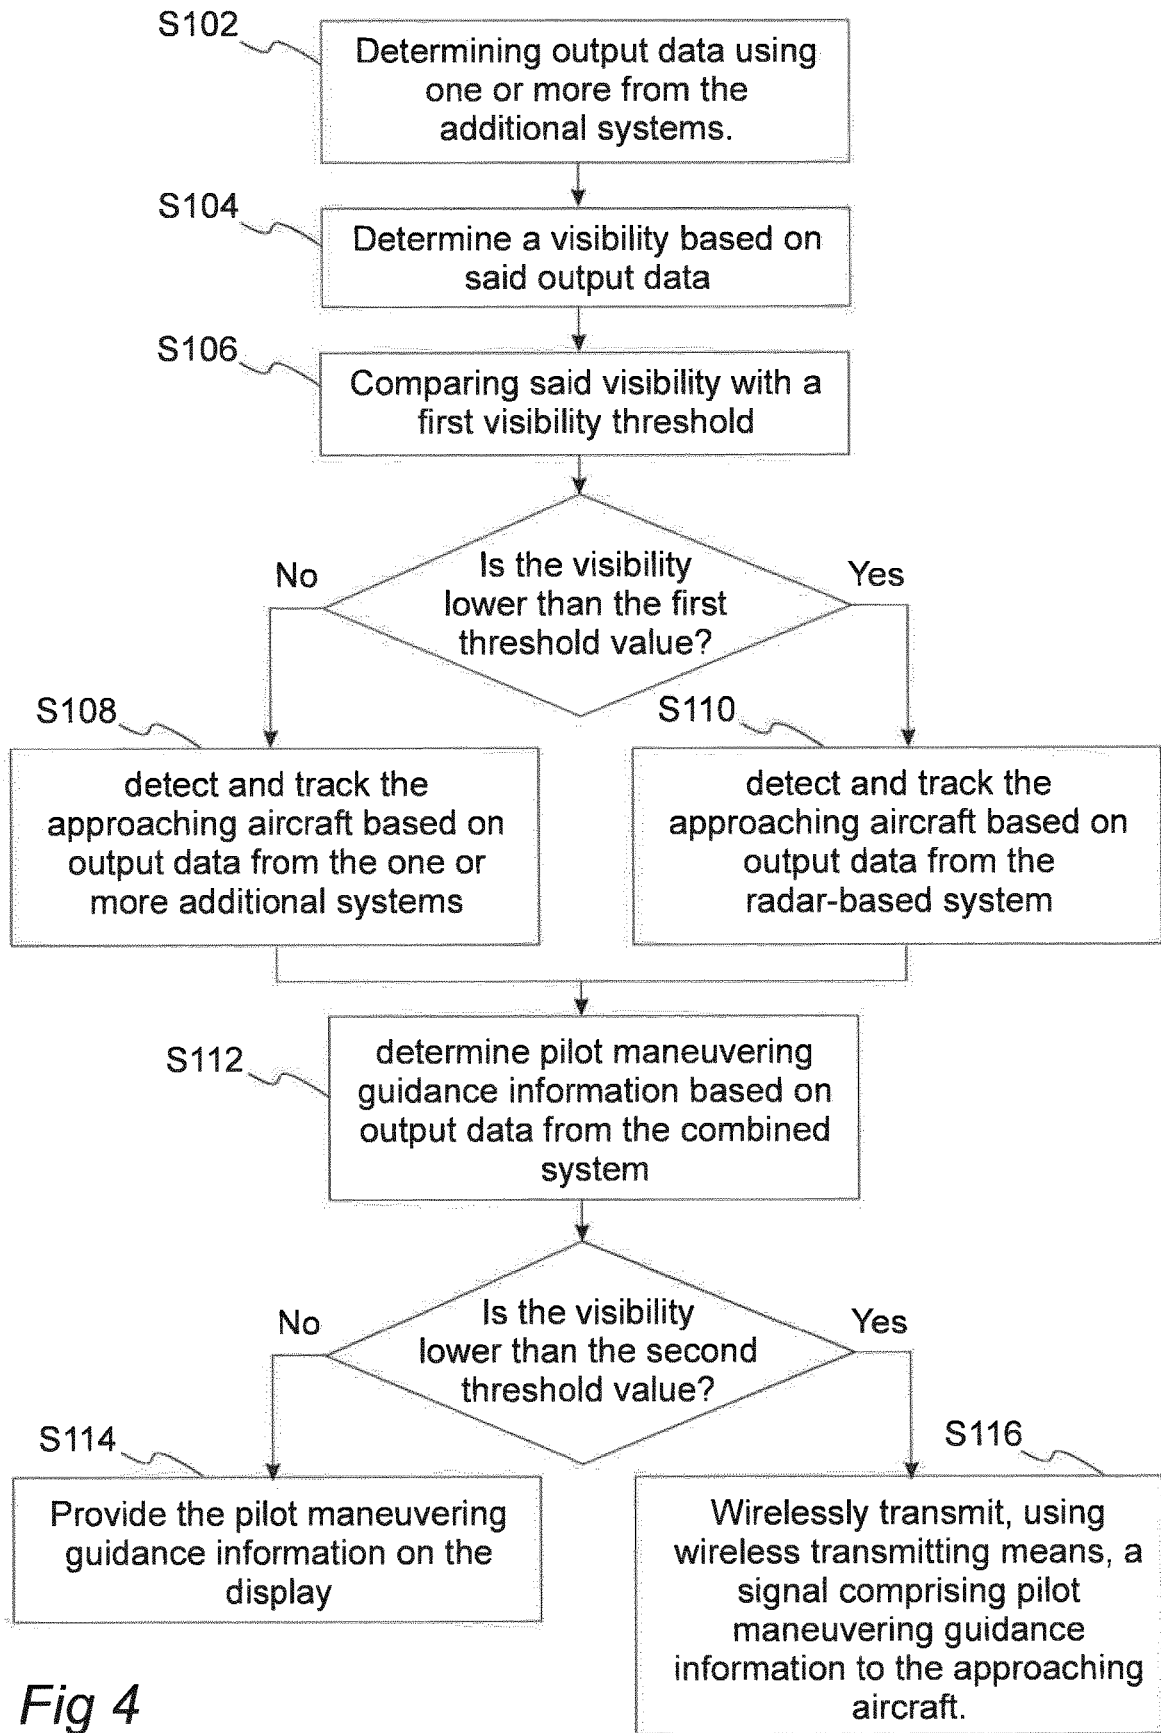 S102
Determining output data using
one or more from the
additional systems.
S104
Determine a visibility based on
said output data
S106
Comparing said visibility with a
first visibility threshold
Is the visibility
lower than the first
threshold value?
No
Yes
S108
detect and track the
approaching aircraft based on
output data from the one or
more additional systems
S110
detect and track the
approaching aircraft based on
output data from the
radar-based system
S112
determine pilot maneuvering
guidance information based on
output data from the combined
system
Is the visibility
lower than the second
threshold value?
No
Yes
S114
Provide the pilot maneuvering
guidance information on the
display
S116
Wirelessly transmit, using
wireless transmitting means, a
signal comprising pilot
maneuvering guidance
information to the approaching
aircraft.
Fig 4